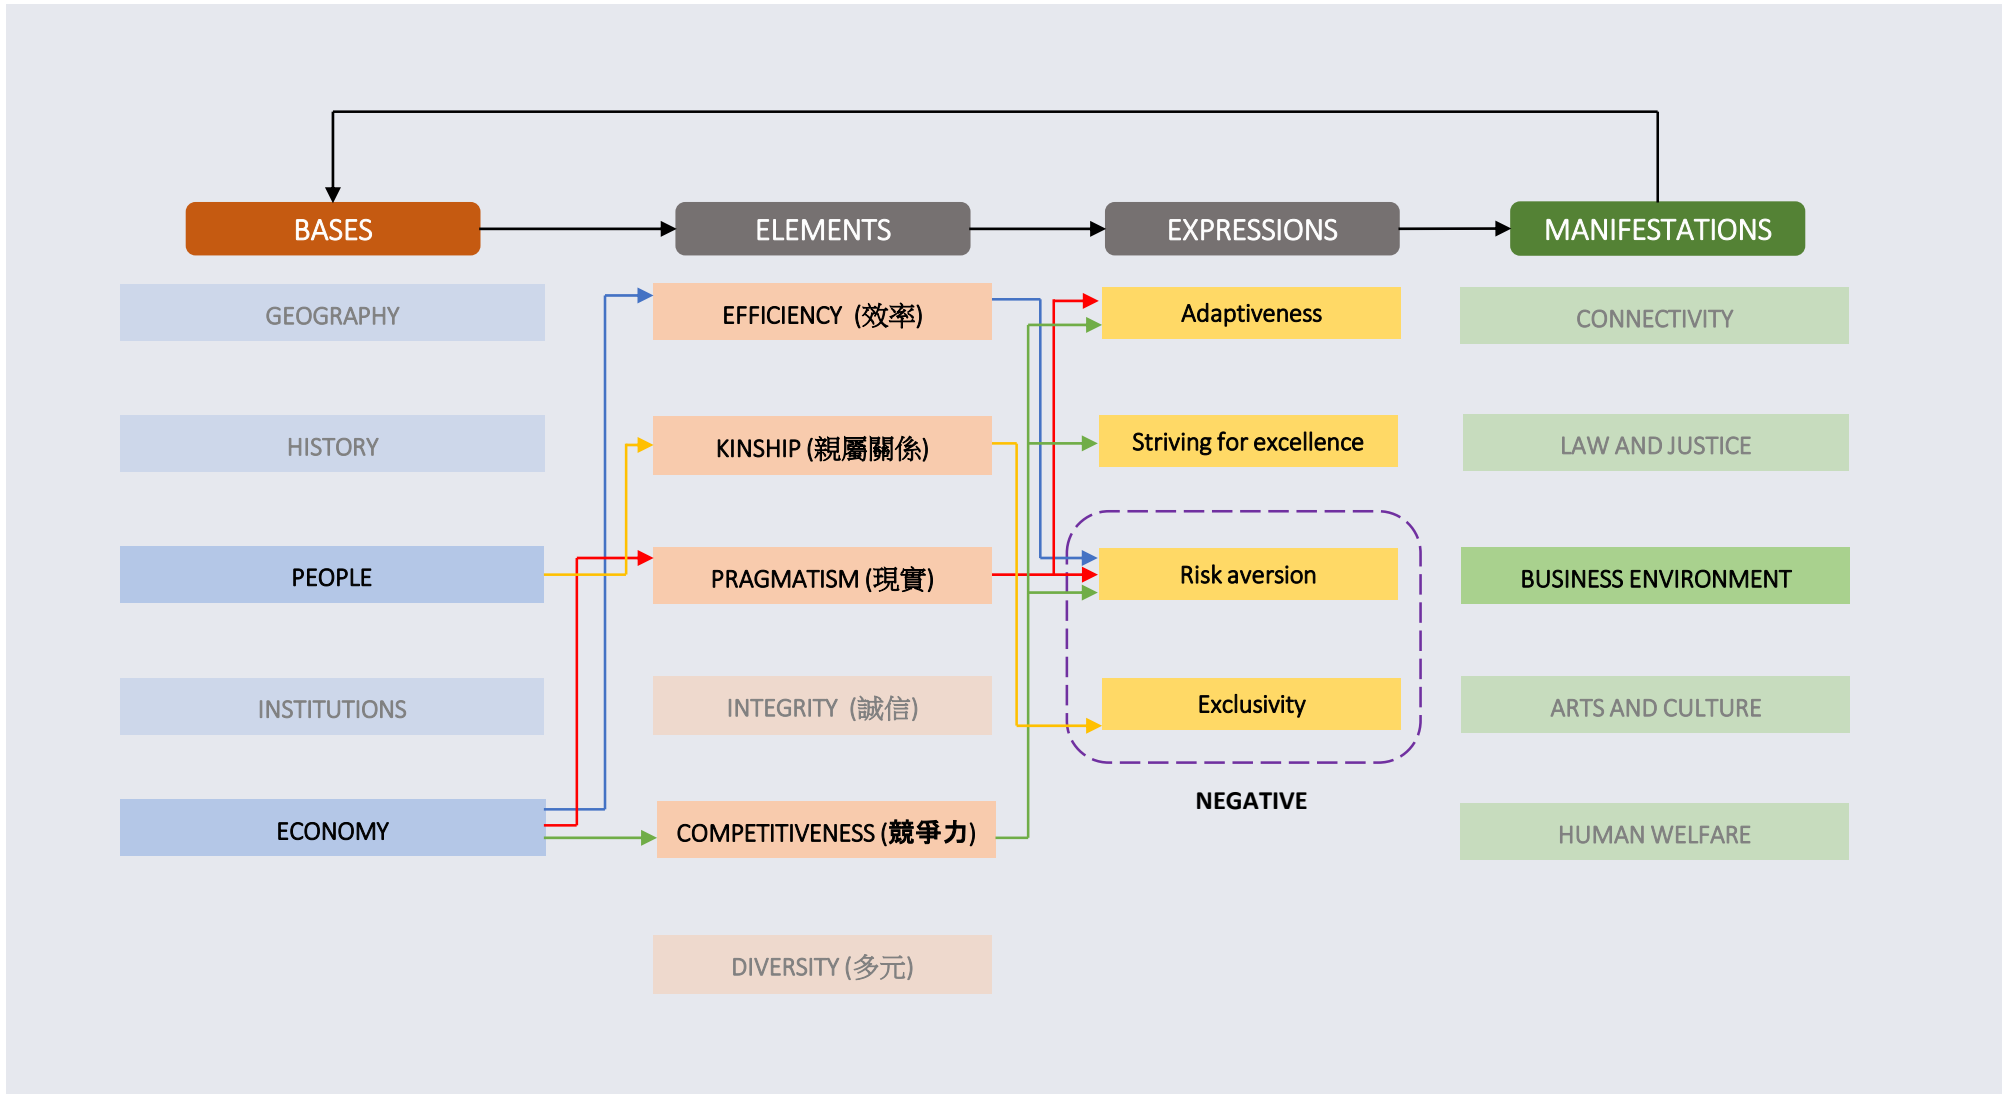 BASES
ELEMENTS
EXPRESSIONS
MANIFESTATIONS
GEOGRAPHY
EFFICIENCY (效率)
Adaptiveness
CONNECTIVITY
HISTORY
KINSHIP (親屬關係)
Striving for excellence
LAW AND JUSTICE
PEOPLE
PRAGMATISM (現實)
Risk aversion
BUSINESS ENVIRONMENT
INSTITUTIONS
INTEGRITY (誠信)
Exclusivity
ARTS AND CULTURE
NEGATIVE
ECONOMY
COMPETITIVENESS (競爭力)
HUMAN WELFARE
DIVERSITY (多元)